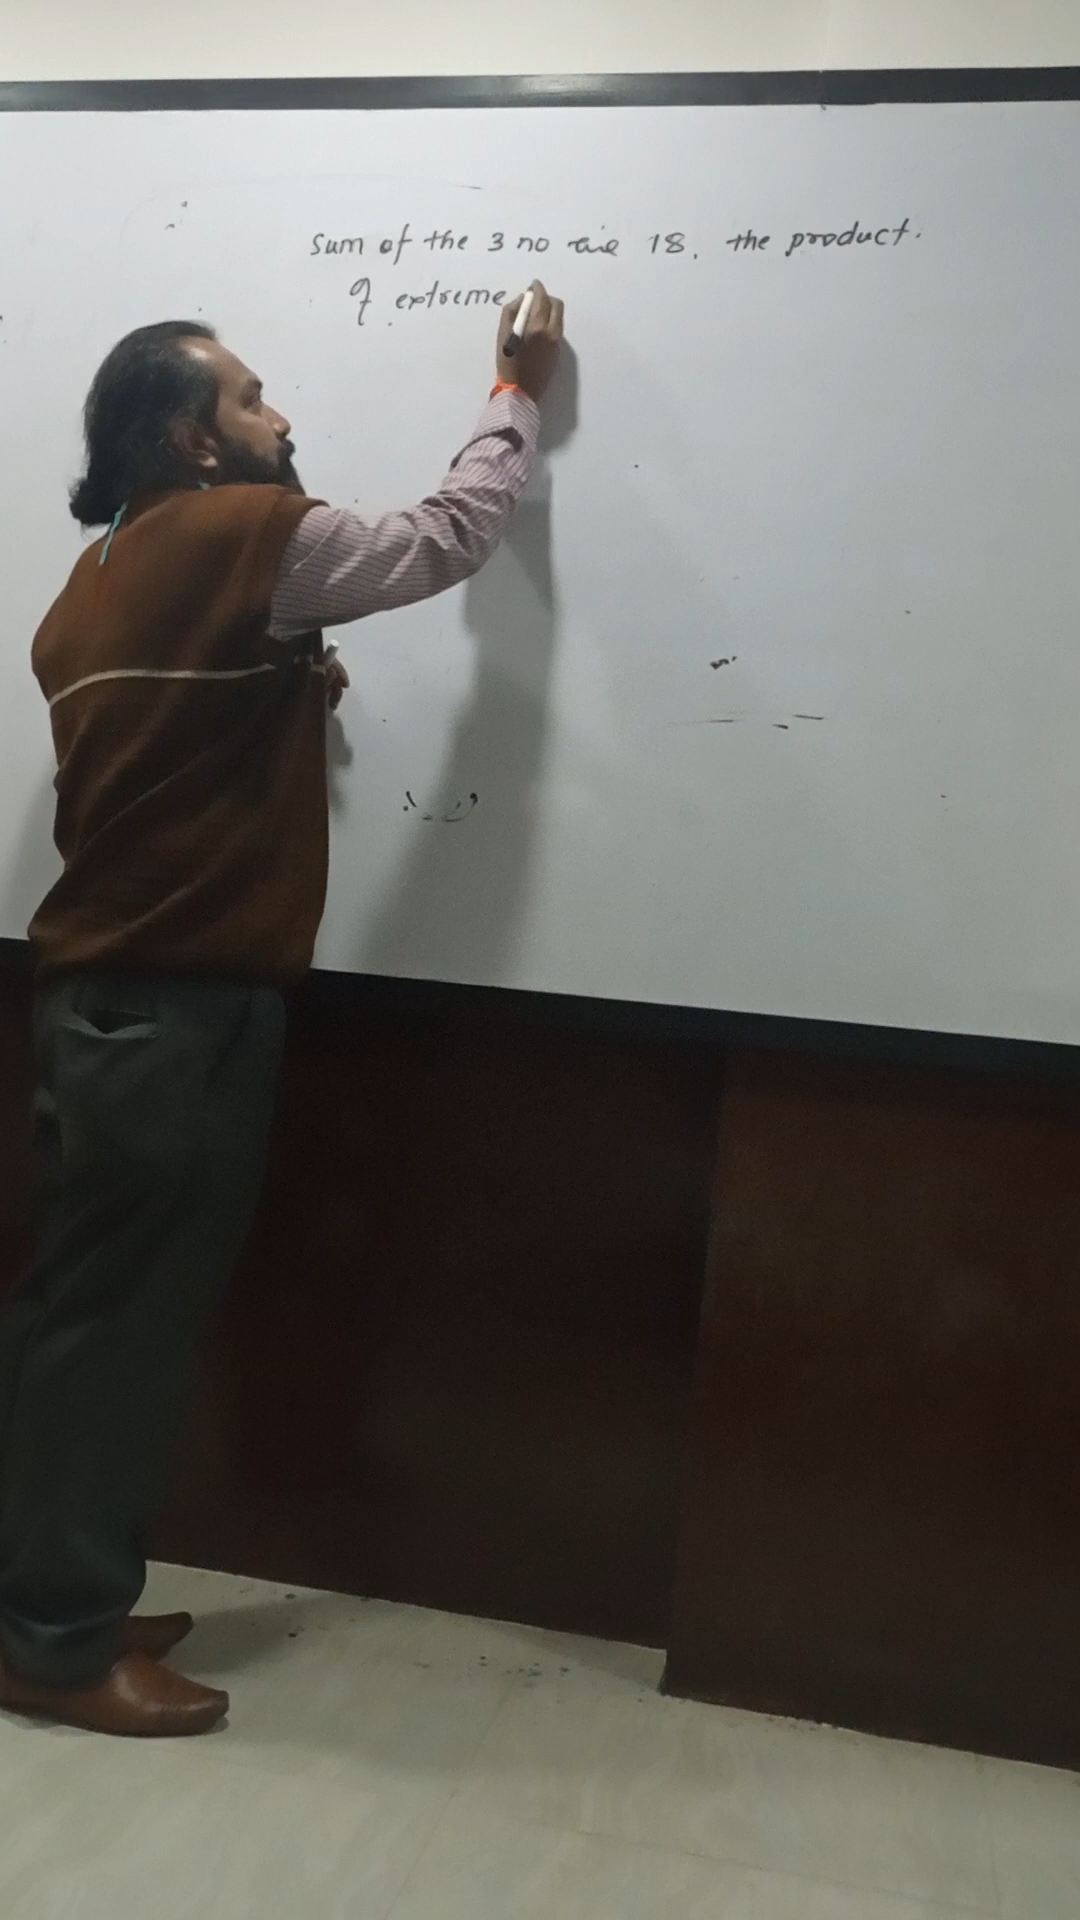 Sum of the 3 no are 18. the product.
of extreme